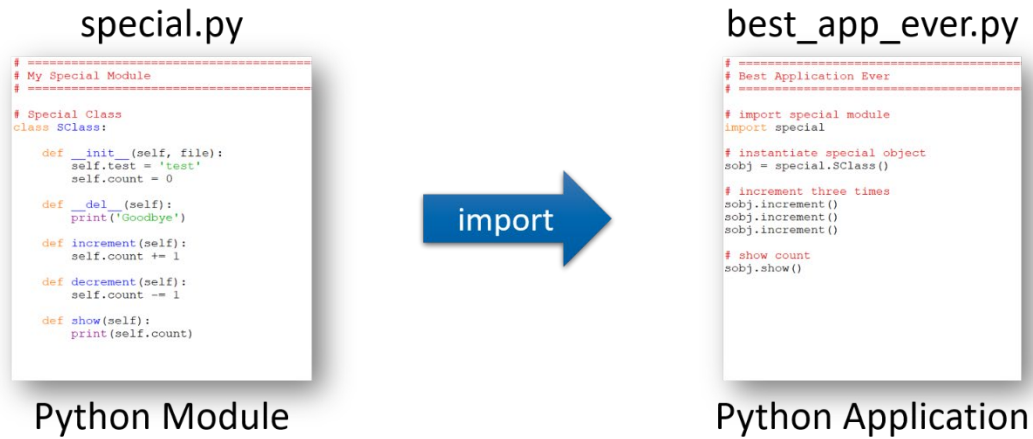 special.py
# =======================================
# My Special Module
# =======================================
# Special Class
class SClass:
def __init__(self, file):
self.test = 'test'
self.count = 0
def __del__(self):
print('Goodbye')
def increment(self):
self.count += 1
def decrement(self):
self.count -= 1
def show(self):
print(self.count)
Python Module
import
best_app_ever.py
# =======================================
# Best Application Ever
# =======================================
# import special module
import special
# instantiate special object
sobj = special.SClass()
# increment three times
sobj.increment()
sobj.increment()
sobj.increment()
# show count
sobj.show()
Python Application